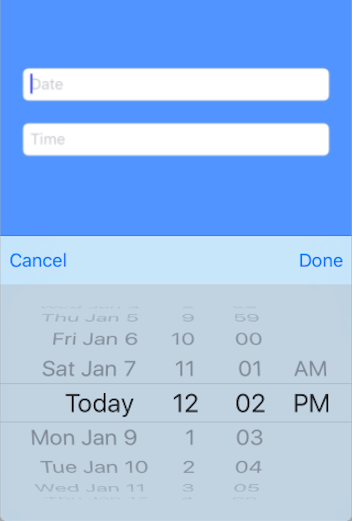 Date
Time
Cancel Done
Thu Jan 5 9 59
Fri Jan 6 10 00
Sat Jan 7 11 01 AM
Today 12 02 PM
Mon Jan 9 1 03
Tue Jan 10 2 04
Wed Jan 11 3 05